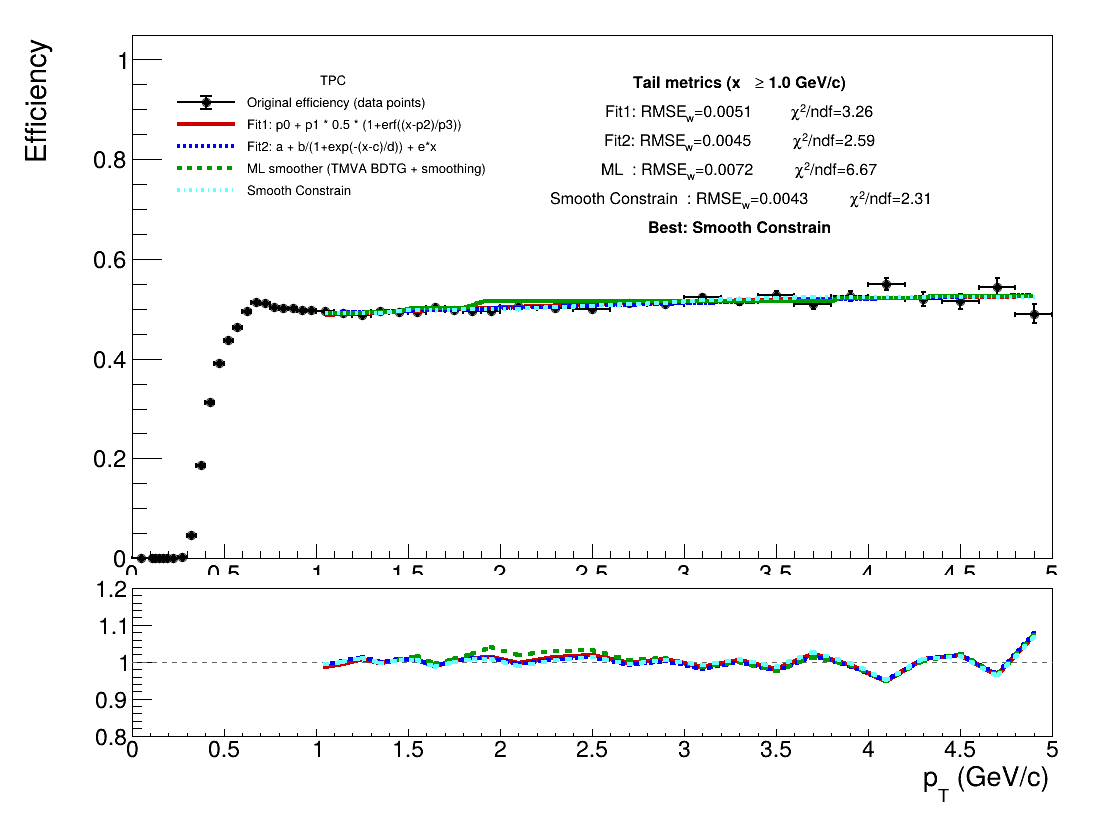 Efficiency
1
0.8
0.6
0.4
0.2
0
TPC
Original efficiency (data points)
Fit1: p0 + p1 * 0.5 * (1+erf((x-p2)/p3))
Fit2: a + b/(1+exp(-(x-c)/d)) + e*x
ML smoother (TMVA BDTG + smoothing)
Smooth Constrain
Tail metrics (x ≥ 1.0 GeV/c)
Fit1: RMSEw=0.0051 χ2/ndf=3.26
Fit2: RMSEw=0.0045 χ2/ndf=2.59
ML : RMSEw=0.0072 χ2/ndf=6.67
Smooth Constrain : RMSEw=0.0043 χ2/ndf=2.31
Best: Smooth Constrain
0 0.5 1 1.5 2 2.5 3 3.5 4 4.5 5
1.2
1.1
1
0.9
0.8
0 0.5 1 1.5 2 2.5 3 3.5 4 4.5 5
pT (GeV/c)